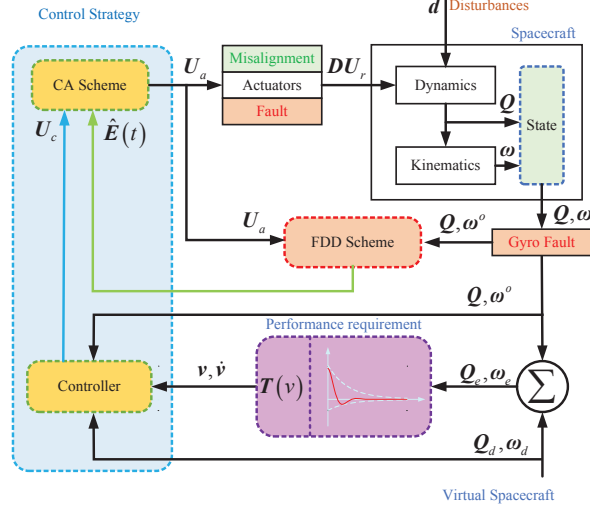 Control Strategy
d
Disturbances
Spacecraft
CA Scheme
U_a
Misalignment
Actuators
Fault
DU_r
Dynamics
Q
State
Kinematics
ω
U_c
Ê(t)
Q, ω
U_a
FDD Scheme
Q, ω^o
Gyro Fault
Q, ω^o
Performance requirement
Controller
v, v̇
T(v)
Q_e, ω_e
Σ
Q_d, ω_d
Virtual Spacecraft